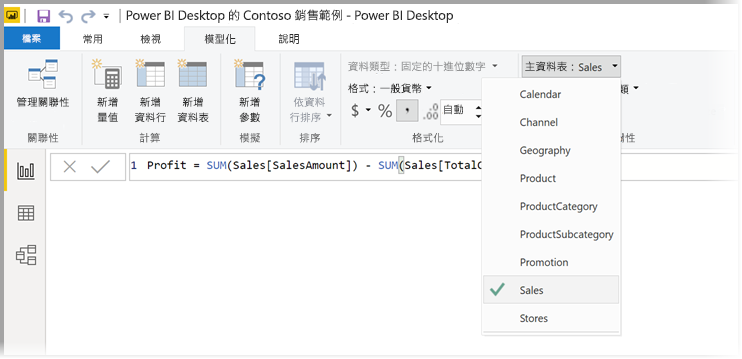 Power BI Desktop 的 Contoso 銷售範例 - Power BI Desktop
檔案 常用 檢視 模型化 說明
管理關聯性
關聯性
新增量值
新增資料行
新增資料表
計算
新增參數
模擬
依資料行排序
排序
資料類型：固定的十進位數字
格式：一般貨幣
$ % , .00 自動
格式化
主資料表：Sales
類
性
1 Profit = SUM(Sales[SalesAmount]) - SUM(Sales[TotalC
Calendar
Channel
Geography
Product
ProductCategory
ProductSubcategory
Promotion
Sales
Stores